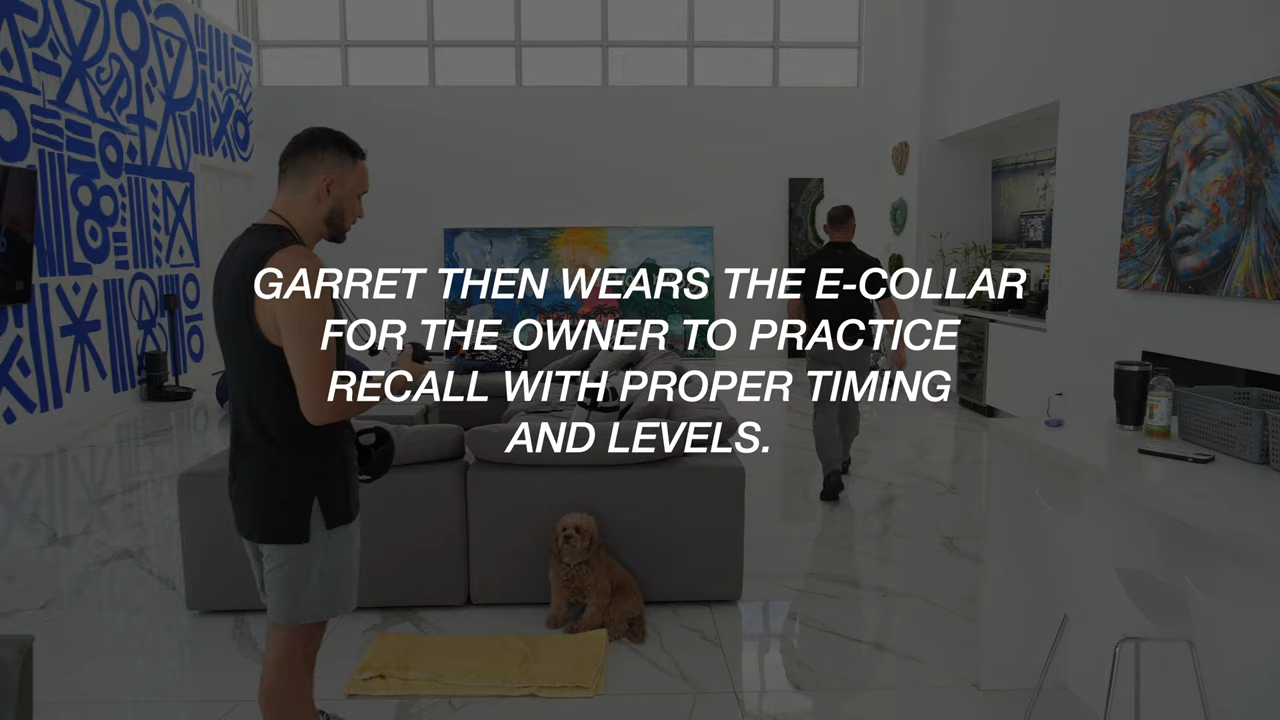 GARRET THEN WEARS THE E-COLLAR
FOR THE OWNER TO PRACTICE
RECALL WITH PROPER TIMING
AND LEVELS.